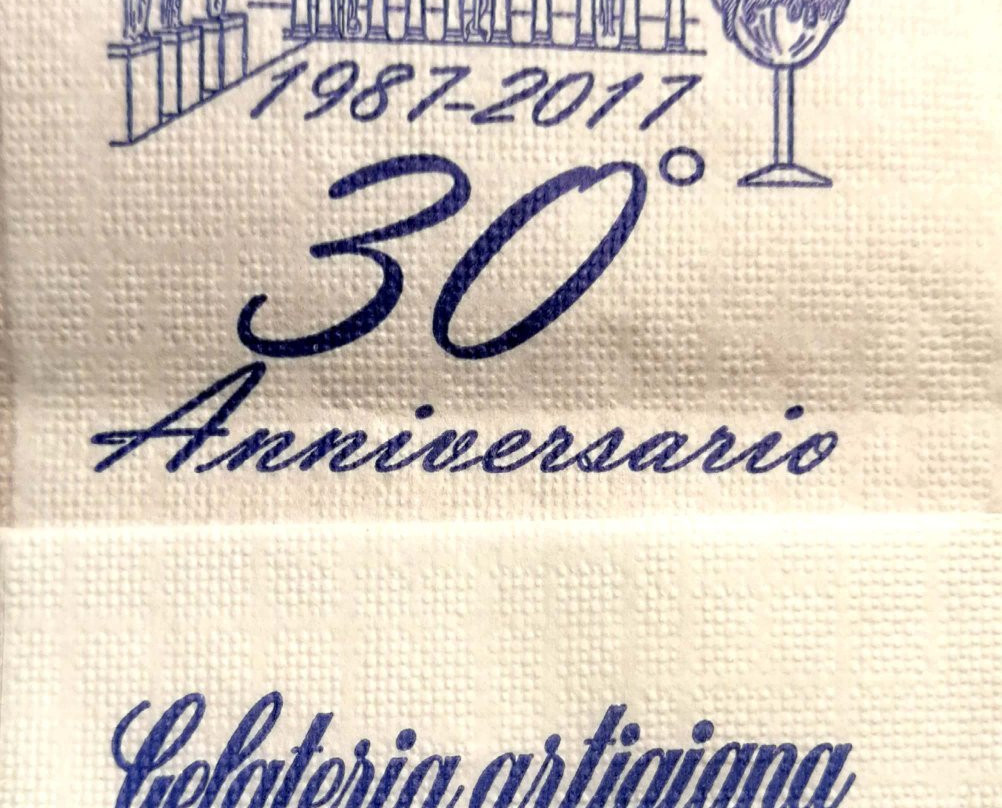 1987-2017
30°
Anniversario
Gelateria artigiana